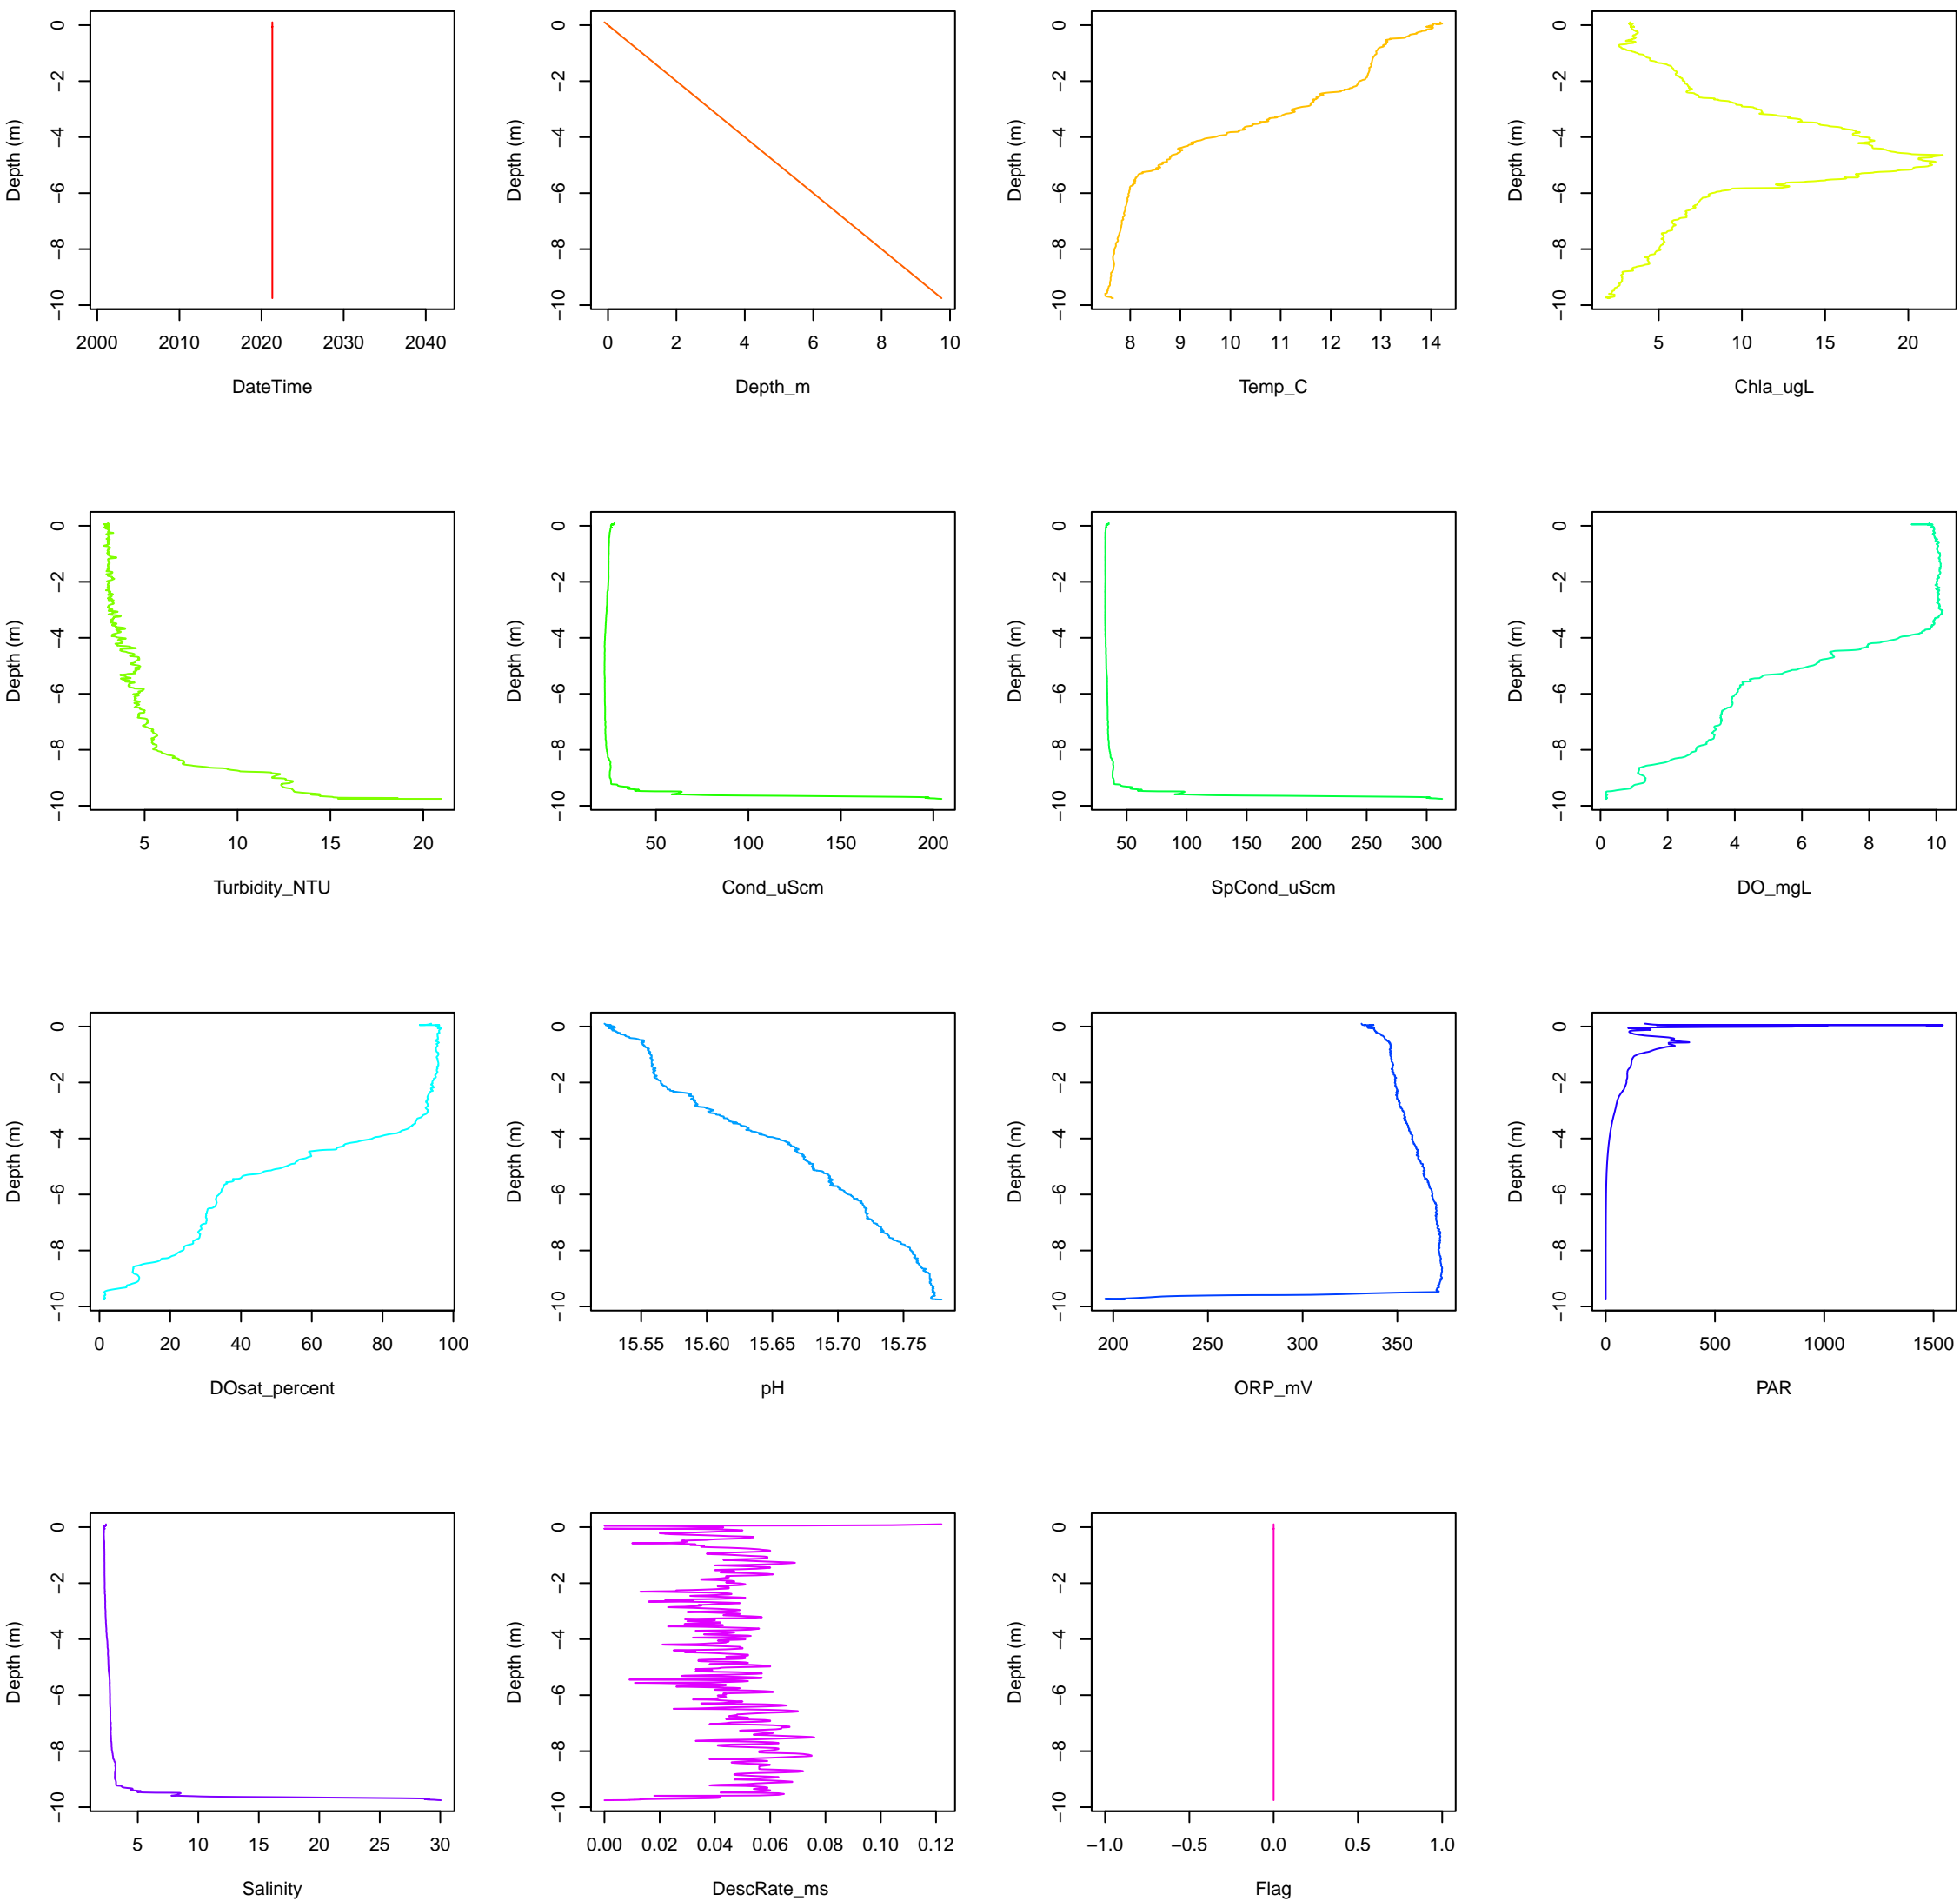 0 0 0 0
−2 −2 −2 −2
Depth (m) Depth (m) Depth (m) Depth (m)
−4 −4 −4 −4
−6 −6 −6 −6
−8 −8 −8 −8
−10 −10 −10 −10
2000 2010 2020 2030 2040 0 2 4 6 8 10 8 9 10 11 12 13 14 5 10 15 20
DateTime Depth_m Temp_C Chla_ugL
0 0 0 0
−2 −2 −2 −2
Depth (m) Depth (m) Depth (m) Depth (m)
−4 −4 −4 −4
−6 −6 −6 −6
−8 −8 −8 −8
−10 −10 −10 −10
5 10 15 20 50 100 150 200 50 100 150 200 250 300 0 2 4 6 8 10
Turbidity_NTU Cond_uScm SpCond_uScm DO_mgL
0 0 0 0
−2 −2 −2 −2
Depth (m) Depth (m) Depth (m) Depth (m)
−4 −4 −4 −4
−6 −6 −6 −6
−8 −8 −8 −8
−10 −10 −10 −10
0 20 40 60 80 100 15.55 15.60 15.65 15.70 15.75 200 250 300 350 0 500 1000 1500
DOsat_percent pH ORP_mV PAR
0 0 0
−2 −2 −2
Depth (m) Depth (m) Depth (m)
−4 −4 −4
−6 −6 −6
−8 −8 −8
−10 −10 −10
5 10 15 20 25 30 0.00 0.02 0.04 0.06 0.08 0.10 0.12 −1.0 −0.5 0.0 0.5 1.0
Salinity DescRate_ms Flag